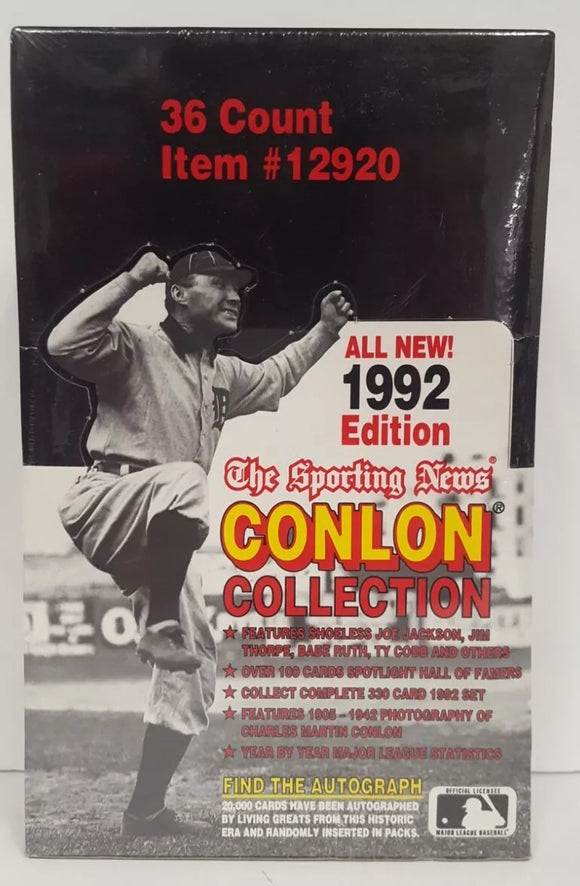 36 Count
Item #12920
ALL NEW!
1992
Edition
The Sporting News®
CONLON®
COLLECTION
★ FEATURES SHOELESS JOE JACKSON, JIM
THORPE, BABE RUTH, TY COBB AND OTHERS
★ OVER 100 CARDS SPOTLIGHT HALL OF FAMERS
★ COLLECT COMPLETE 330 CARD 1992 SET
★ FEATURES 1905 - 1942 PHOTOGRAPHY OF
CHARLES MARTIN CONLON
★ YEAR BY YEAR MAJOR LEAGUE STATISTICS
FIND THE AUTOGRAPH
20,000 CARDS HAVE BEEN AUTOGRAPHED
BY LIVING GREATS FROM THIS HISTORIC
ERA AND RANDOMLY INSERTED IN PACKS.
OFFICIAL LICENSEE
MAJOR LEAGUE BASEBALL